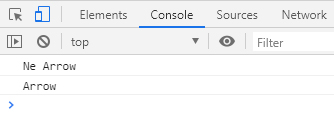 Elements Console Sources Network
top Filter
Ne Arrow
Arrow